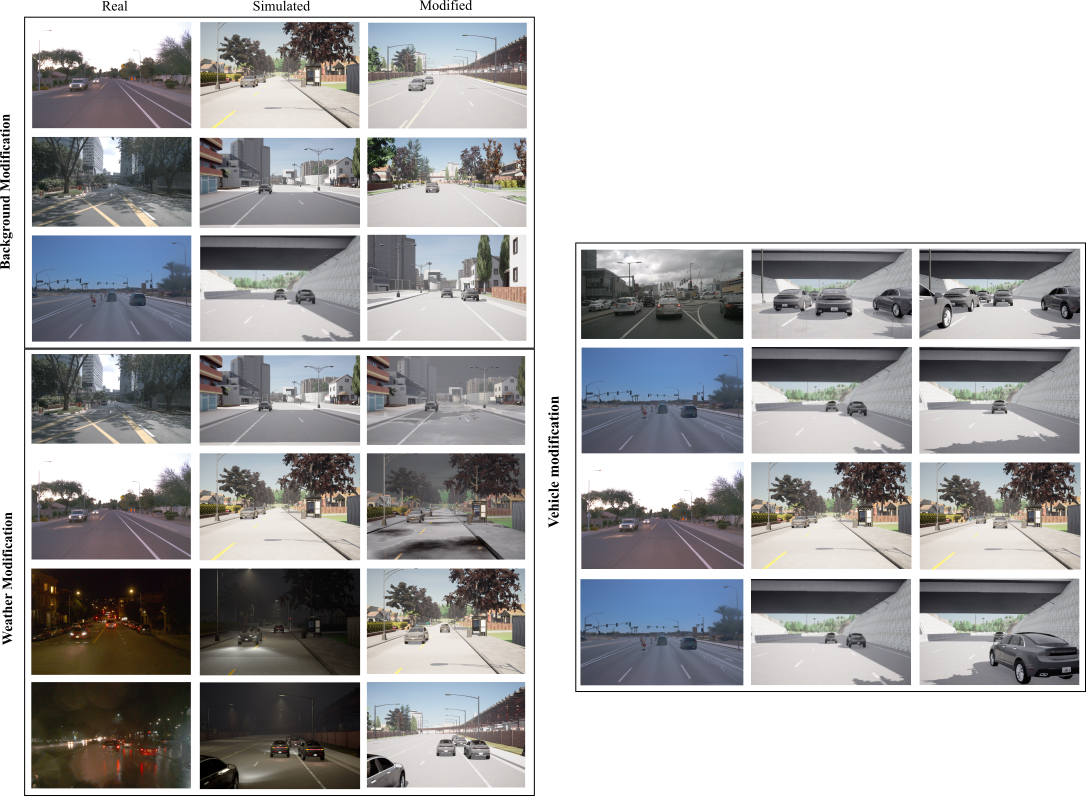 Real
Simulated
Modified
Background Modification
Weather Modification
Vehicle modification